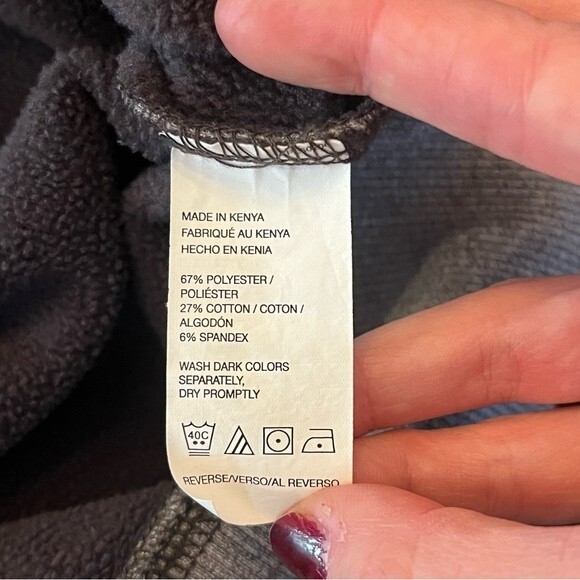 MADE IN KENYA
FABRIQUÉ AU KENYA
HECHO EN KENIA
67% POLYESTER /
POLIÉSTER
27% COTTON / COTON /
ALGODÓN
6% SPANDEX
WASH DARK COLORS
SEPARATELY,
DRY PROMPTLY
40C
REVERSE/VERSO/AL REVERSO